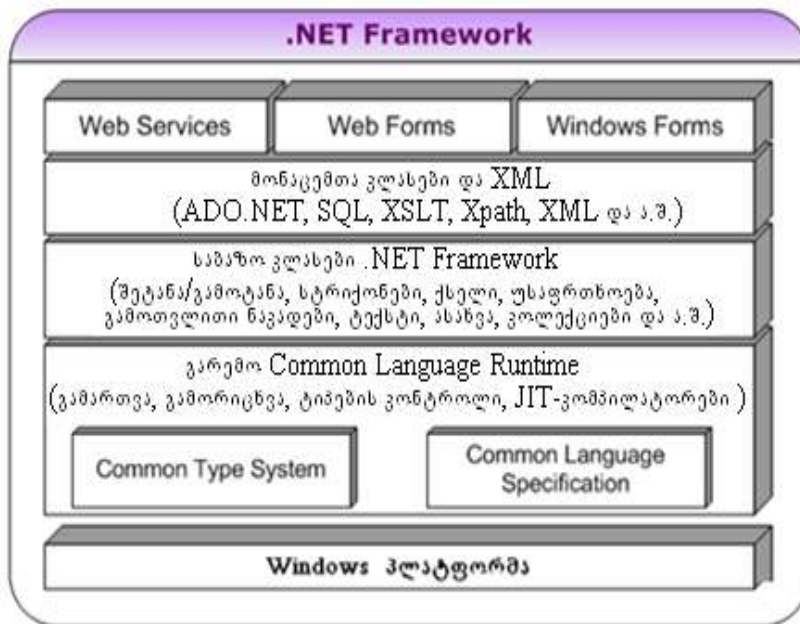 .NET Framework
Web Services
Web Forms
Windows Forms
მონაცემთა კლასები და XML
(ADO.NET, SQL, XSLT, Xpath, XML და ა.შ.)
საბაზო კლასები .NET Framework
(შეტანა/გამოტანა, სტრიქონები, ქსელი, უსაფრთხოება,
გამოთვლითი ნაკადები, ტექსტი, ასახვა, კოლექციები და ა.შ.)
გარემო Common Language Runtime
(გამართვა, გამორიცხვა, ტიპების კონტროლი, JIT-კომპილატორები )
Common Type System
Common Language
Specification
Windows პლატფორმა